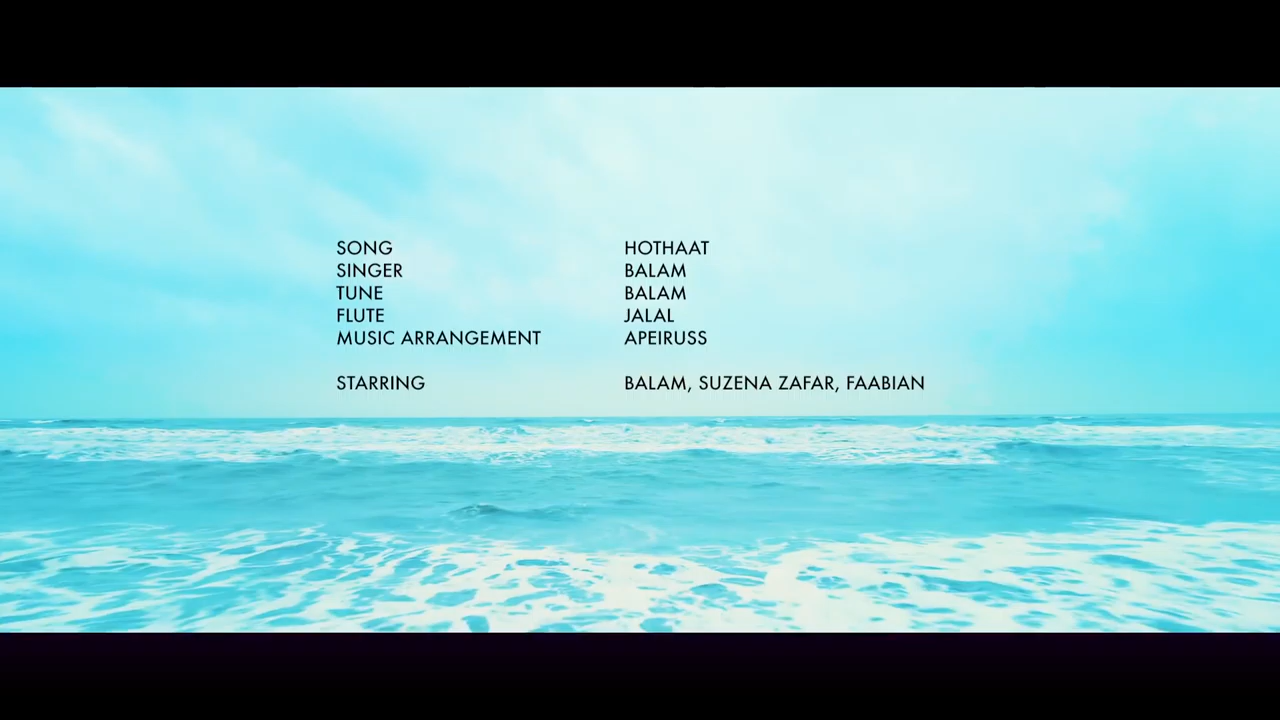 SONG HOTHAAT
SINGER BALAM
TUNE BALAM
FLUTE JALAL
MUSIC ARRANGEMENT APEIRUSS
STARRING BALAM, SUZENA ZAFAR, FAABIAN